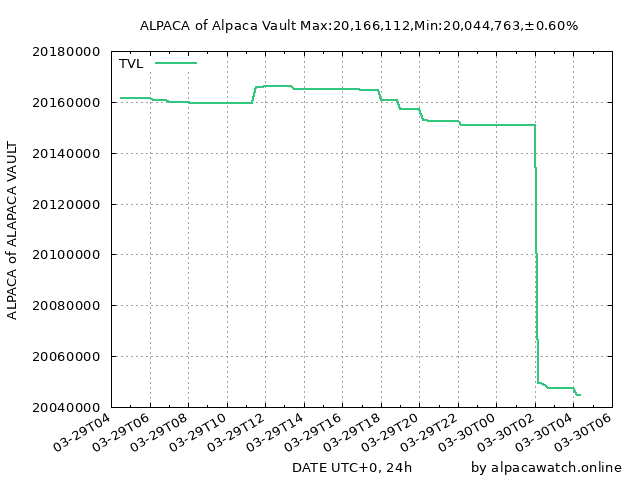 ALPACA of Alpaca Vault Max:20,166,112,Min:20,044,763,±0.60%
20180000
TVL
20160000
20140000
20120000
20100000
20080000
20060000
20040000
ALPACA of ALAPACA VAULT
03-29T04
03-29T06
03-29T08
03-29T10
03-29T12
03-29T14
03-29T16
03-29T18
03-29T20
03-29T22
03-30T00
03-30T02
03-30T04
03-30T06
DATE UTC+0, 24h
by alpacawatch.online